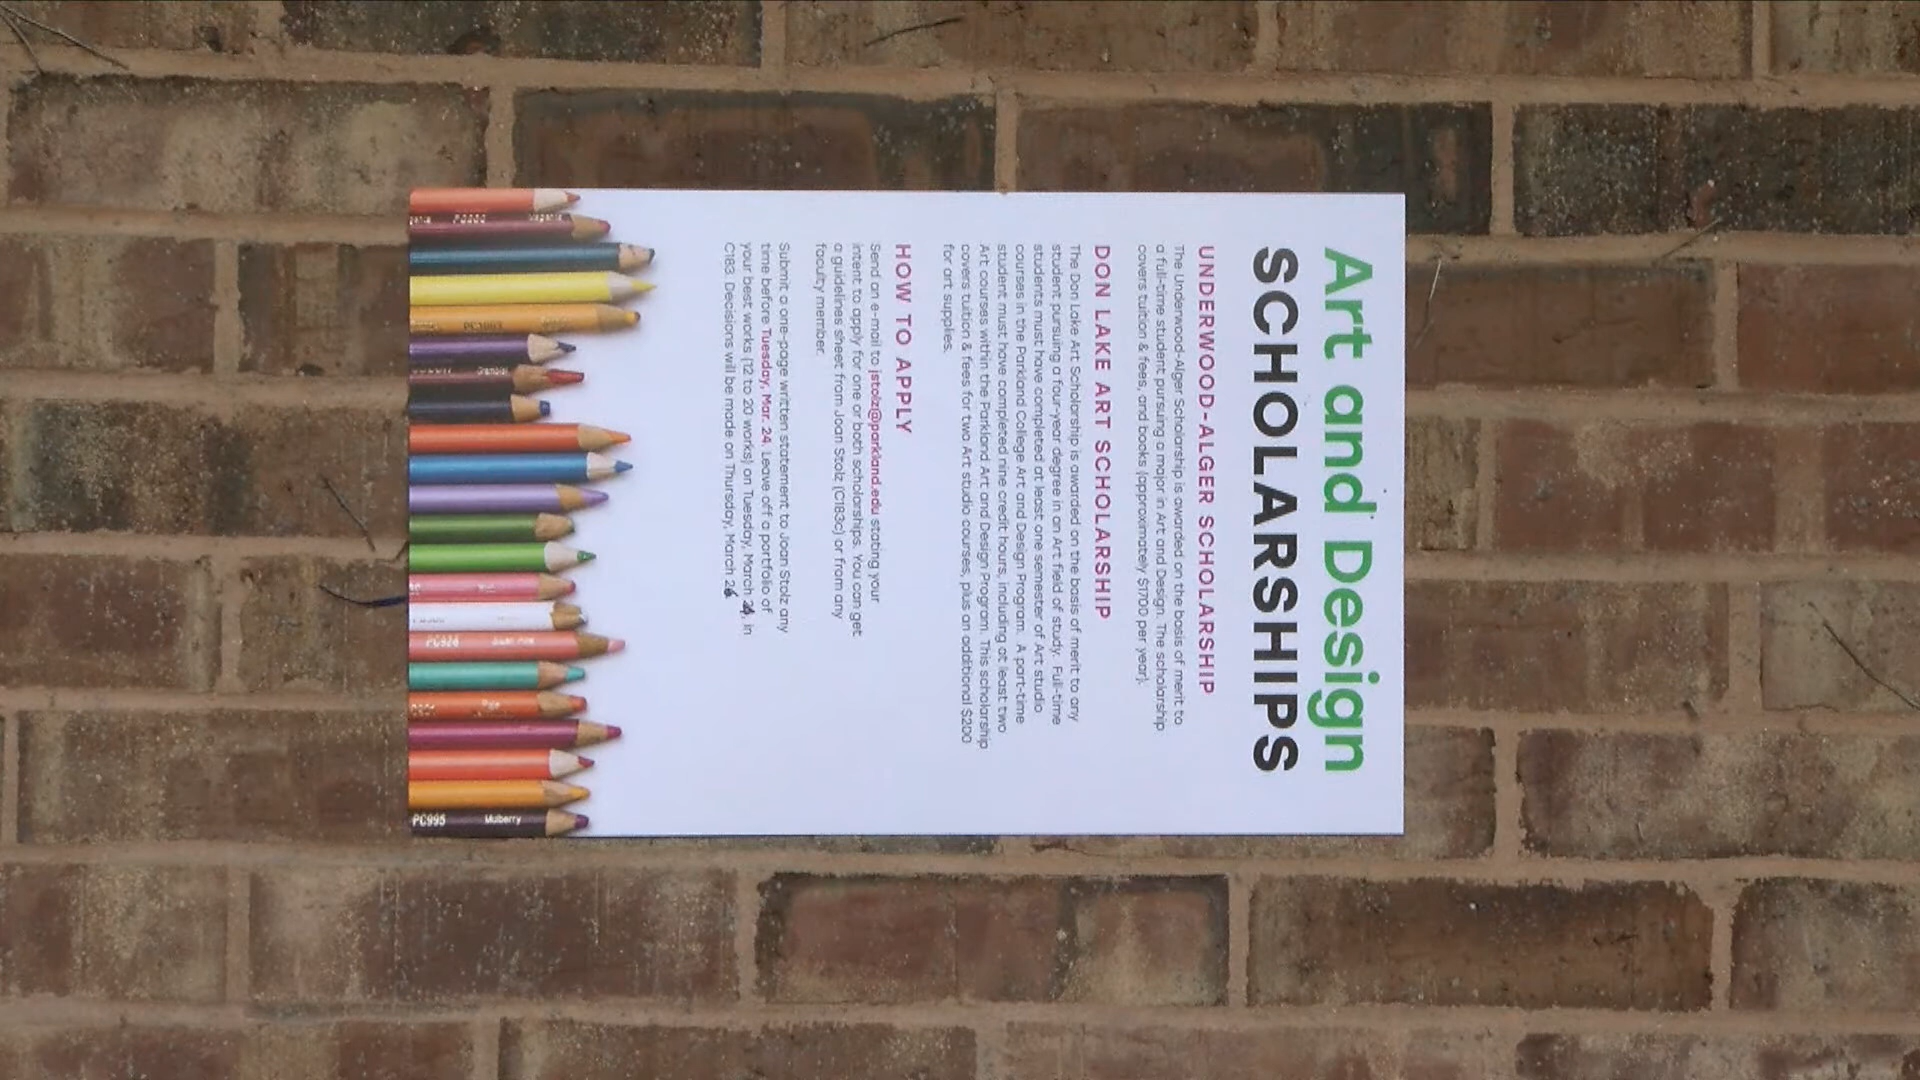 Art and Design
SCHOLARSHIPS
UNDERWOOD-ALGER SCHOLARSHIP
The Underwood-Alger Scholarship is awarded on the basis of merit to
a full-time student pursuing a major in Art and Design. The scholarship
covers tuition & fees, and books (approximately $1700 per year).
DON LAKE ART SCHOLARSHIP
The Don Lake Art Scholarship is awarded on the basis of merit to any
student pursuing a four-year degree in an Art field of study. Full-time
students must have completed at least one semester of Art studio
courses in the Parkland College Art and Design Program. A part-time
student must have completed nine credit hours, including at least two
Art courses within the Parkland Art and Design Program. This scholarship
covers tuition & fees for two Art studio courses, plus an additional $200
for art supplies.
HOW TO APPLY
Send an e-mail to jstolz@parkland.edu stating your
intent to apply for one or both scholarships. You can get
a guidelines sheet from Joan Stolz (C183c) or from any
faculty member.
Submit a one-page written statement to Joan Stolz any
time before Tuesday, Mar. 24. Leave off a portfolio of
your best works (12 to 20 works) on Tuesday, March 24, in
C183. Decisions will be made on Thursday, March 26.
Magenta
PC924
PC995 Mulberry